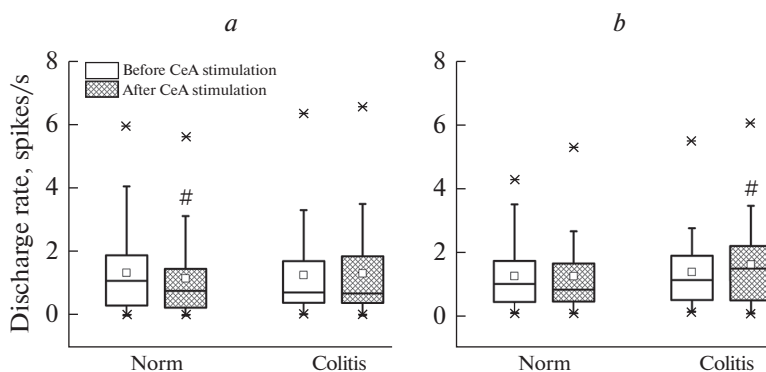 a
b
Discharge rate, spikes/s
8
6
4
2
0
Before CeA stimulation
After CeA stimulation
#
Norm
Colitis
8
6
4
2
0
#
Norm
Colitis